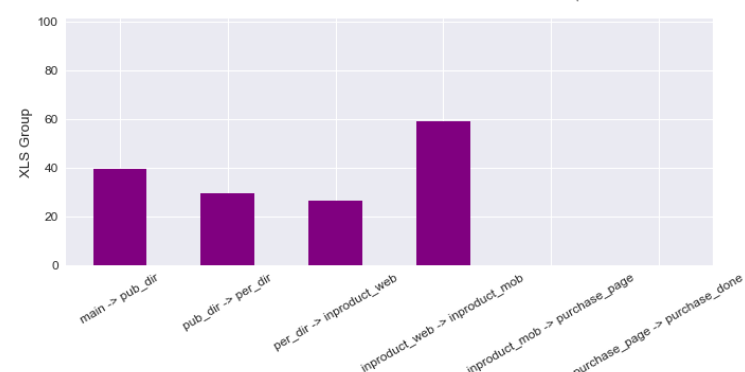 100
80
60
40
20
0
XLS Group
main -> pub_dir
pub_dir -> per_dir
per_dir -> inproduct_web
inproduct_web -> inproduct_mob
inproduct_mob -> purchase_page
purchase_page -> purchase_done